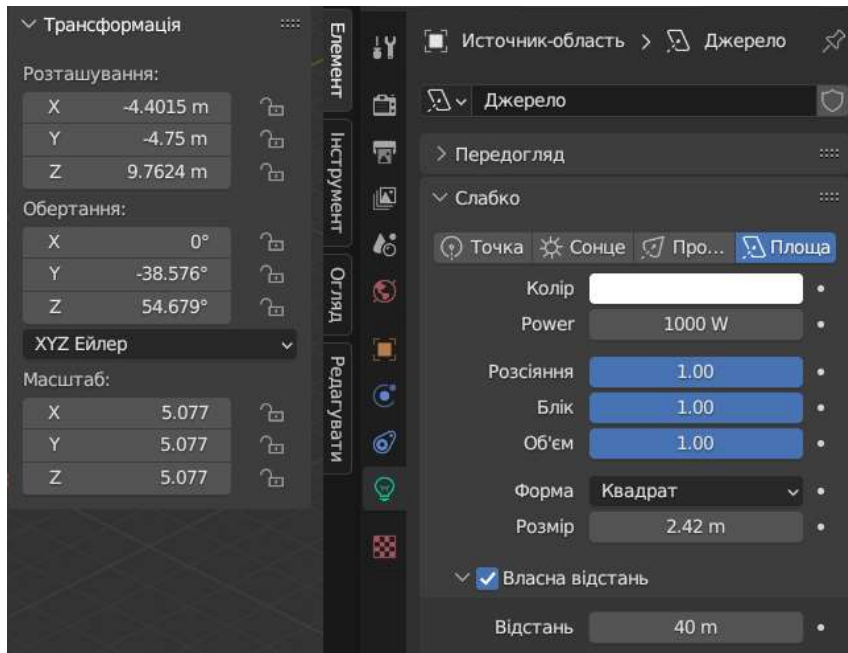 Трансформація
Розташування:
X -4.4015 m
Y -4.75 m
Z 9.7624 m
Обертання:
X 0°
Y -38.576°
Z 54.679°
XYZ Ейлер
Масштаб:
X 5.077
Y 5.077
Z 5.077
Елемент
Інструмент
Огляд
Редагувати
Источник-область > Джерело
Джерело
Передогляд
Слабко
Точка Сонце Про... Площа
Колір
Power 1000 W
Розсіяння 1.00
Блік 1.00
Об'єм 1.00
Форма Квадрат
Розмір 2.42 m
Власна відстань
Відстань 40 m